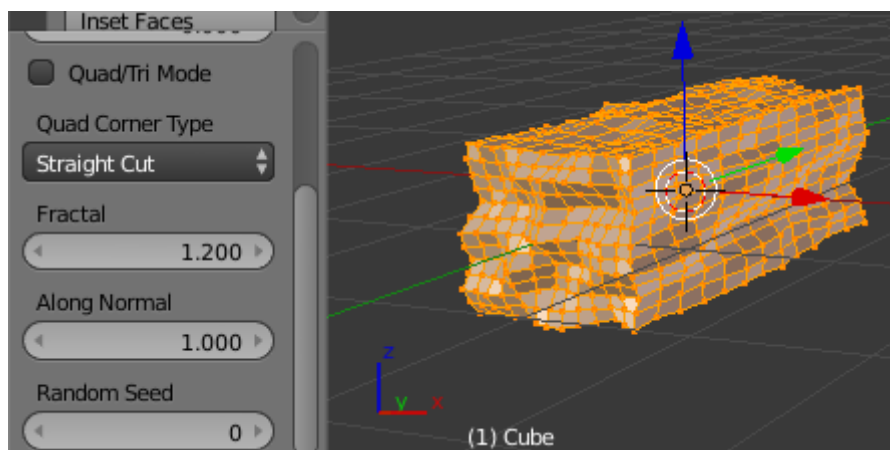 Inset Faces
Quad/Tri Mode
Quad Corner Type
Straight Cut
Fractal
1.200
Along Normal
1.000
Random Seed
0
z
y
x
(1) Cube